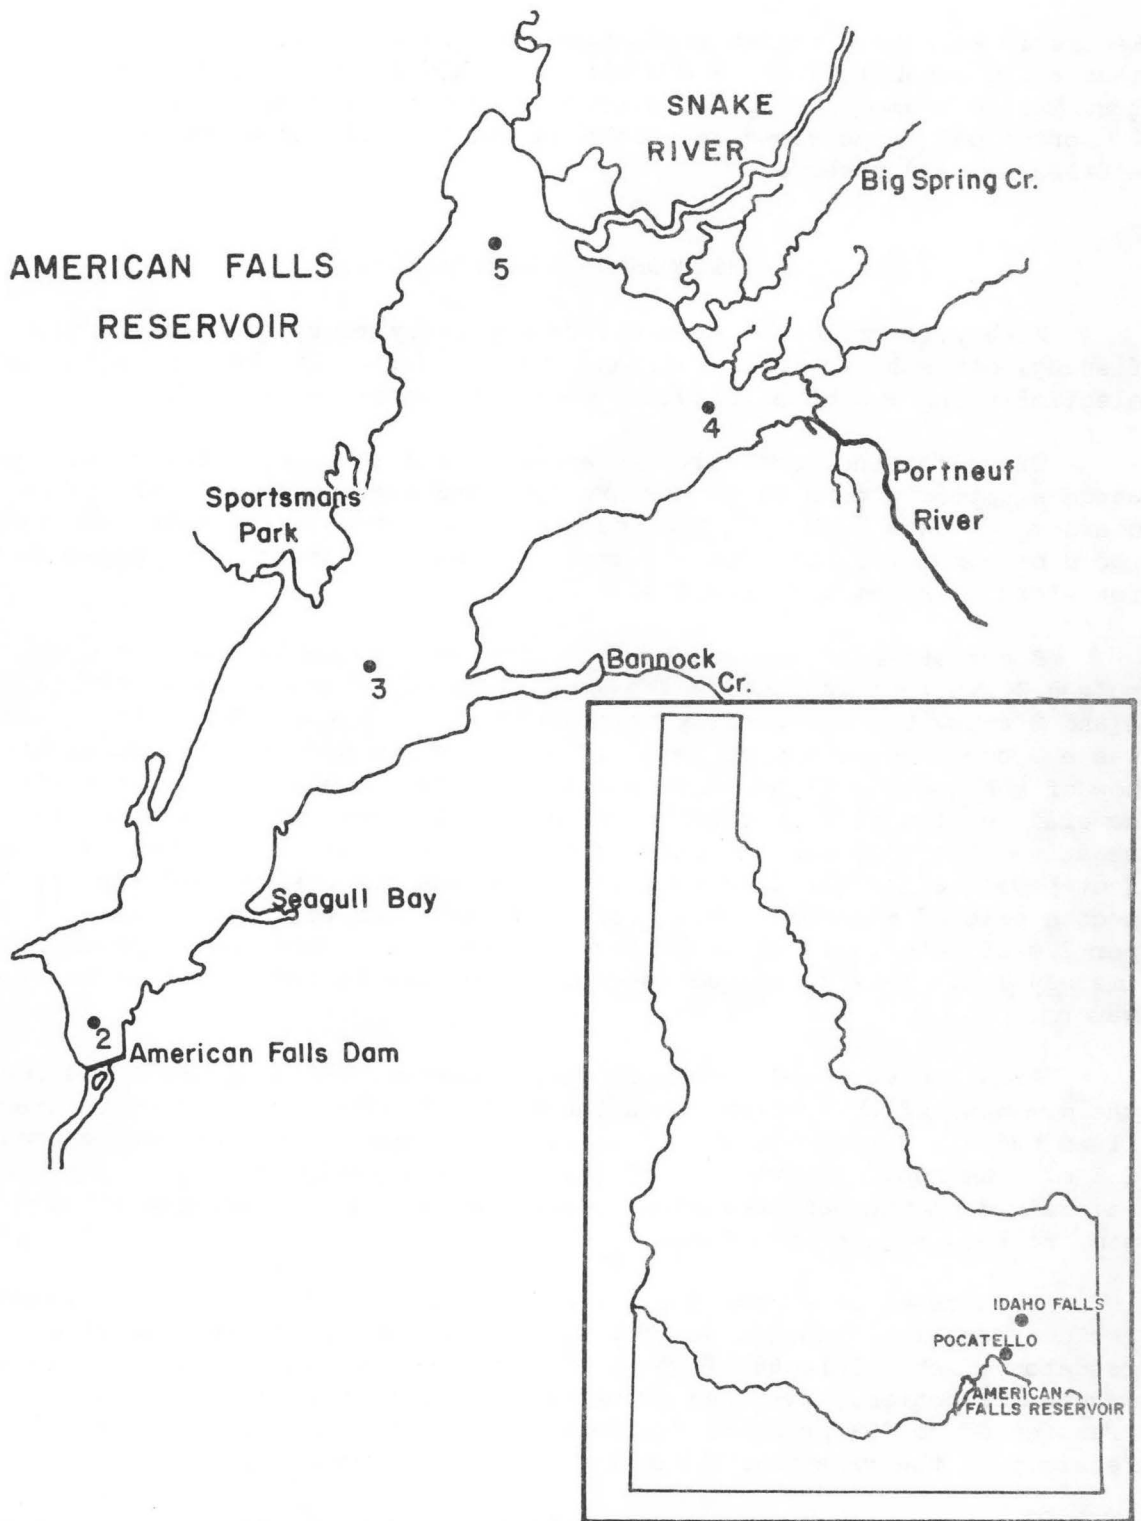 SNAKE
RIVER
Big Spring Cr.
AMERICAN FALLS
RESERVOIR
5
4
Portneuf
River
Sportsmans
Park
3
Bannock
Cr.
Seagull Bay
2
American Falls Dam
IDAHO FALLS
POCATELLO
AMERICAN
FALLS RESERVOIR